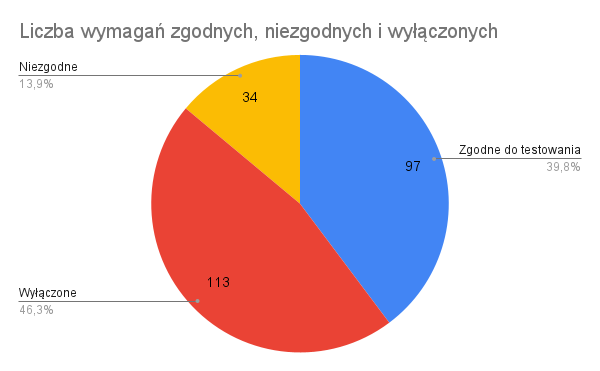 Liczba wymagań zgodnych, niezgodnych i wyłączonych
Niezgodne
13,9%
34
Zgodne do testowania
39,8%
97
113
Wyłączone
46,3%